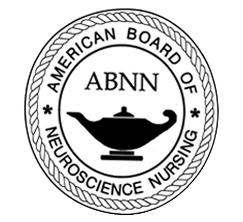 AMERICAN BOARD OF
ABNN
* NEUROSCIENCE NURSING *